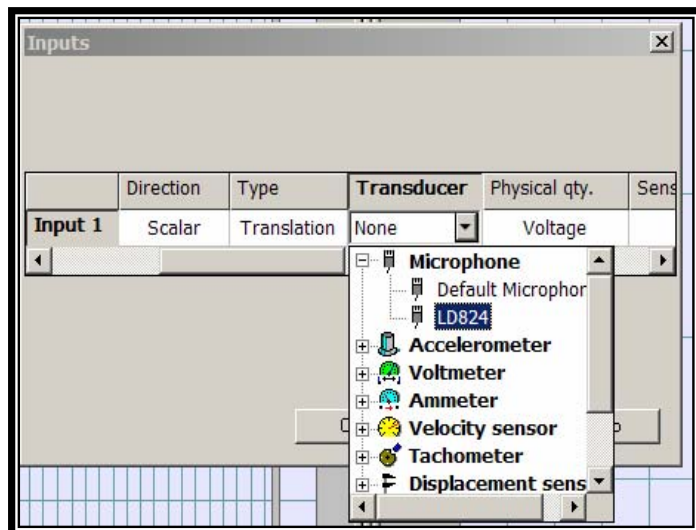 Inputs
Direction Type Transducer Physical qty. Sens
Input 1 Scalar Translation None Voltage
Microphone
Default Microphor
LD824
Accelerometer
Voltmeter
Ammeter
Velocity sensor
Tachometer
Displacement sens